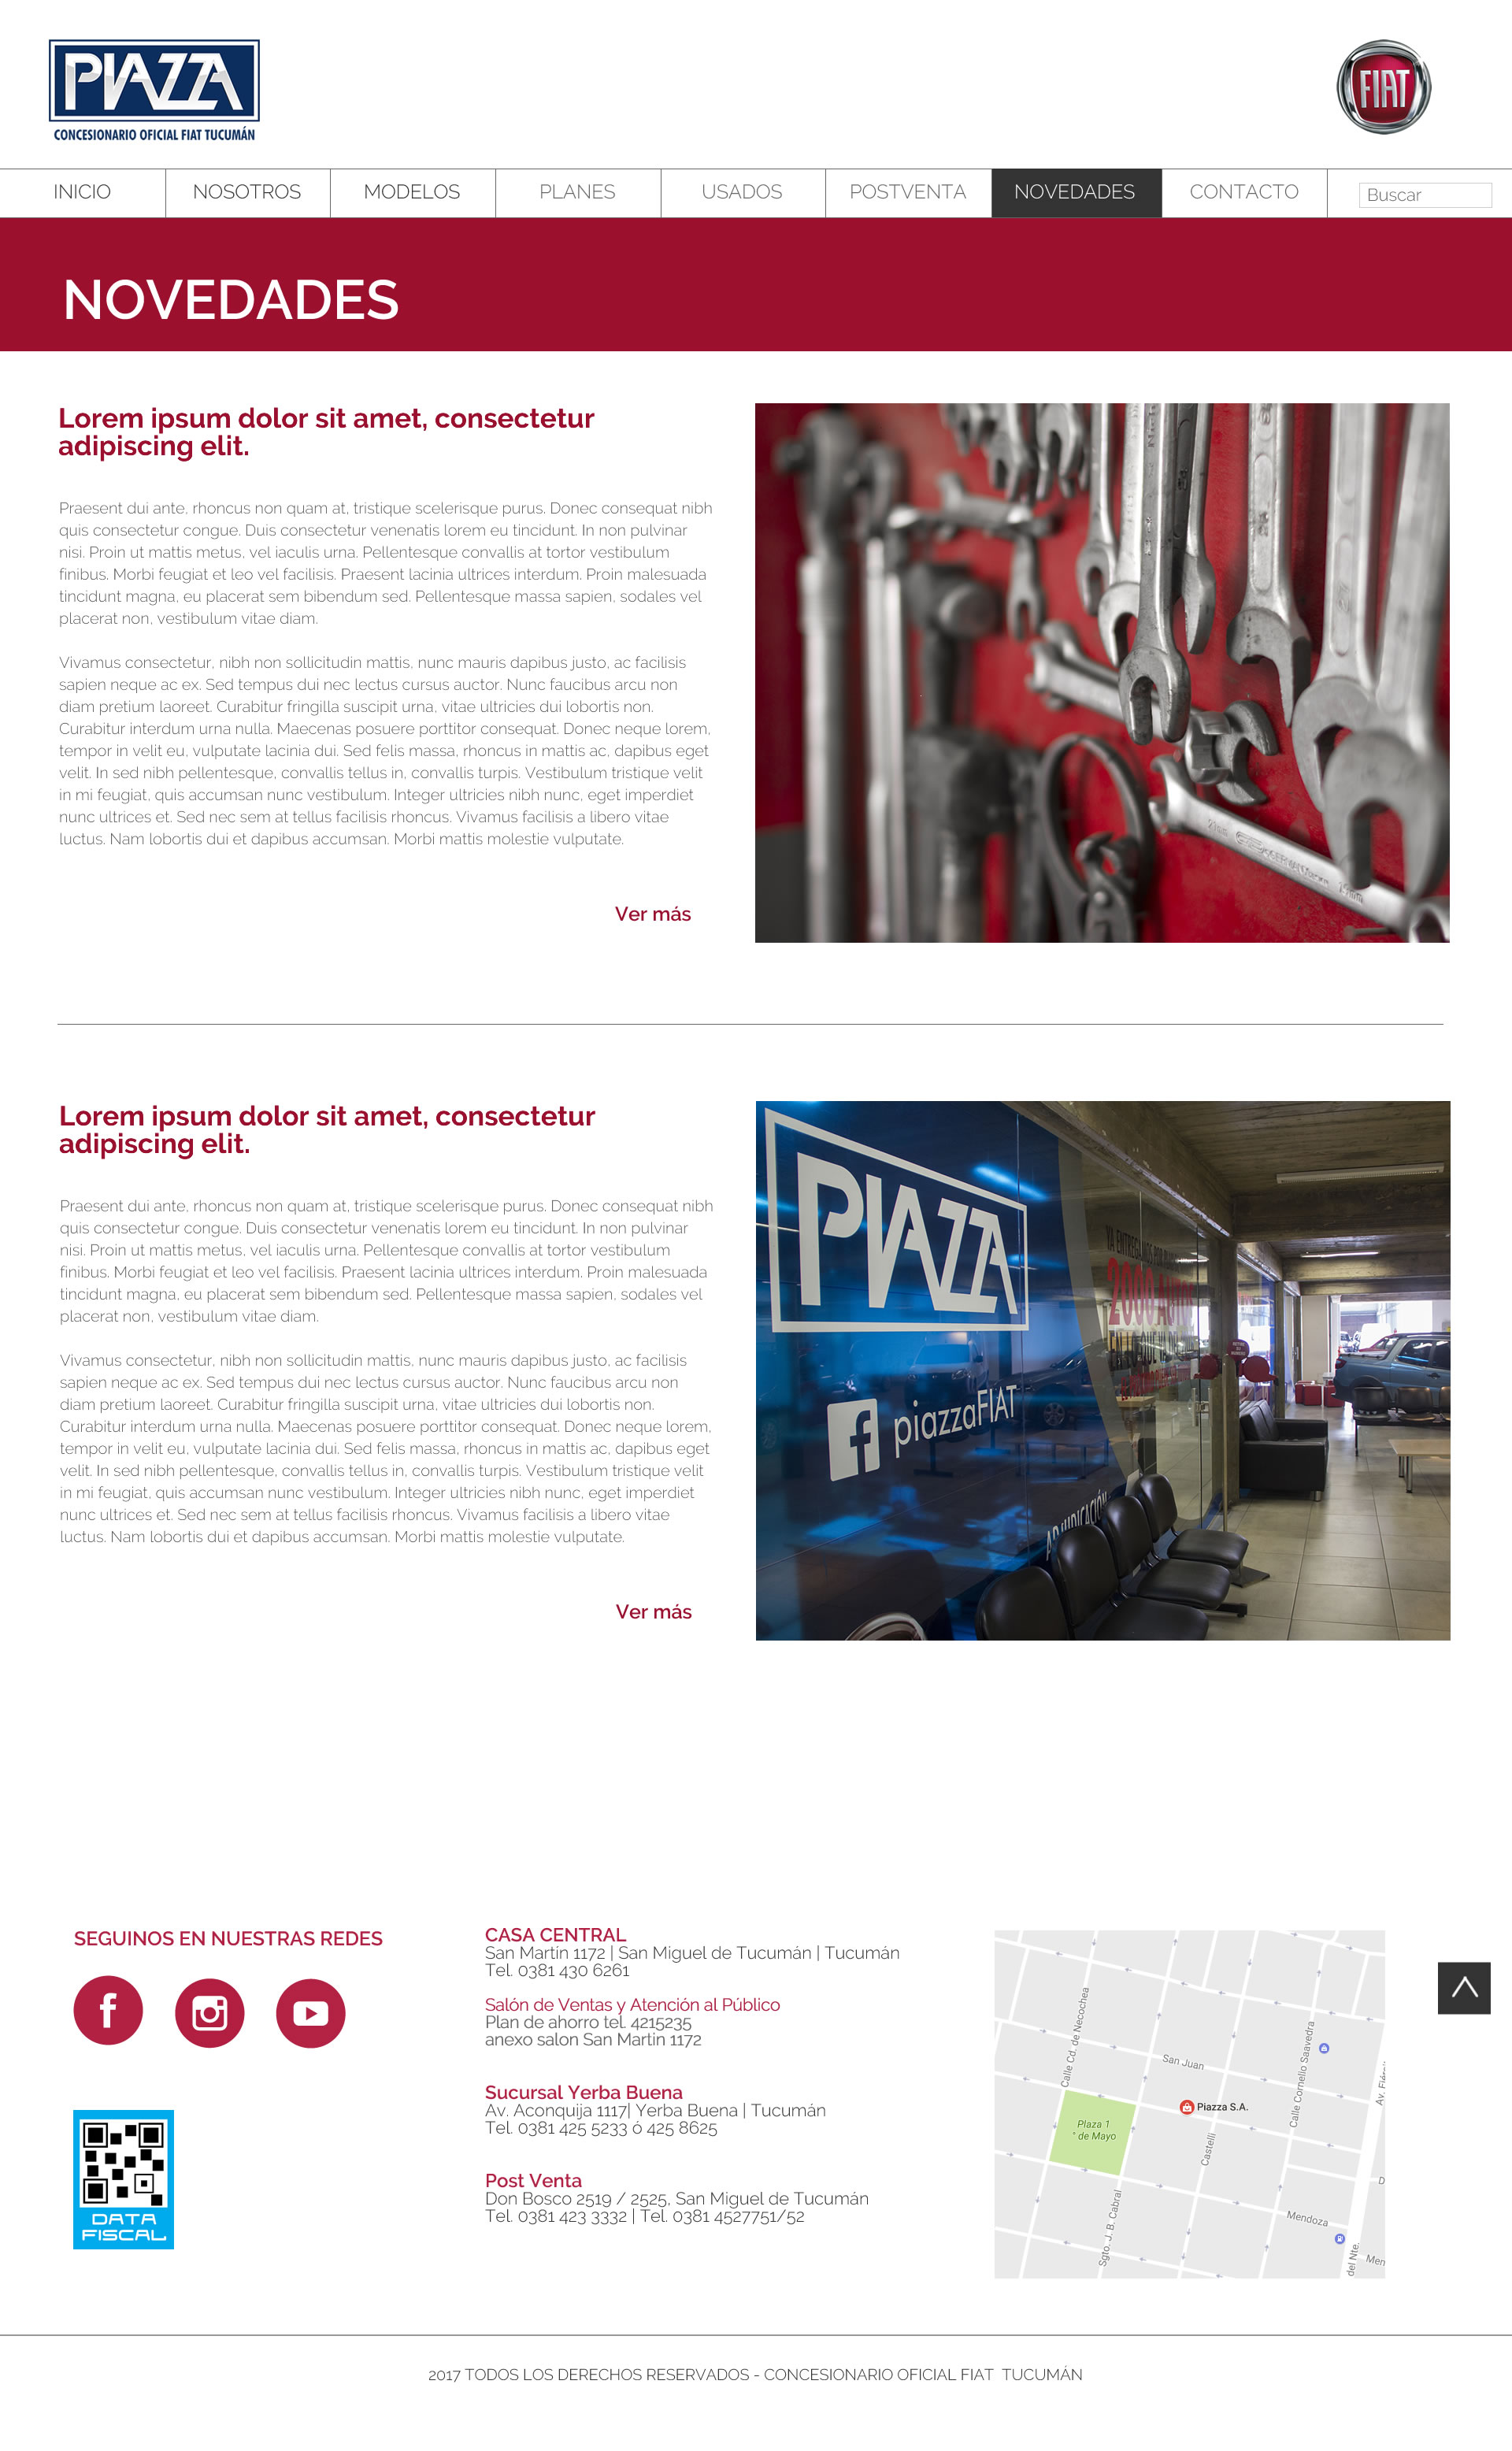 PIAZZA
CONCESIONARIO OFICIAL FIAT TUCUMÁN
FIAT
INICIO
NOSOTROS
MODELOS
PLANES
USADOS
POSTVENTA
NOVEDADES
CONTACTO
Buscar
NOVEDADES
Lorem ipsum dolor sit amet, consectetur
adipiscing elit.
Praesent dui ante, rhoncus non quam at, tristique scelerisque purus. Donec consequat nibh
quis consectetur congue. Duis consectetur venenatis lorem eu tincidunt. In non pulvinar
nisi. Proin ut mattis metus, vel iaculis urna. Pellentesque convallis at tortor vestibulum
finibus. Morbi feugiat et leo vel facilisis. Praesent lacinia ultrices interdum. Proin malesuada
tincidunt magna, eu placerat sem bibendum sed. Pellentesque massa sapien, sodales vel
placerat non, vestibulum vitae diam.
Vivamus consectetur, nibh non sollicitudin mattis, nunc mauris dapibus justo, ac facilisis
sapien neque ac ex. Sed tempus dui nec lectus cursus auctor. Nunc faucibus arcu non
diam pretium laoreet. Curabitur fringilla suscipit urna, vitae ultricies dui lobortis non.
Curabitur interdum urna nulla. Maecenas posuere porttitor consequat. Donec neque lorem,
tempor in velit eu, vulputate lacinia dui. Sed felis massa, rhoncus in mattis ac, dapibus eget
velit. In sed nibh pellentesque, convallis tellus in, convallis turpis. Vestibulum tristique velit
in mi feugiat, quis accumsan nunc vestibulum. Integer ultricies nibh nunc, eget imperdiet
nunc ultrices et. Sed nec sem at tellus facilisis rhoncus. Vivamus facilisis a libero vitae
luctus. Nam lobortis dui et dapibus accumsan. Morbi mattis molestie vulputate.
Ver más
Lorem ipsum dolor sit amet, consectetur
adipiscing elit.
Praesent dui ante, rhoncus non quam at, tristique scelerisque purus. Donec consequat nibh
quis consectetur congue. Duis consectetur venenatis lorem eu tincidunt. In non pulvinar
nisi. Proin ut mattis metus, vel iaculis urna. Pellentesque convallis at tortor vestibulum
finibus. Morbi feugiat et leo vel facilisis. Praesent lacinia ultrices interdum. Proin malesuada
tincidunt magna, eu placerat sem bibendum sed. Pellentesque massa sapien, sodales vel
placerat non, vestibulum vitae diam.
Vivamus consectetur, nibh non sollicitudin mattis, nunc mauris dapibus justo, ac facilisis
sapien neque ac ex. Sed tempus dui nec lectus cursus auctor. Nunc faucibus arcu non
diam pretium laoreet. Curabitur fringilla suscipit urna, vitae ultricies dui lobortis non.
Curabitur interdum urna nulla. Maecenas posuere porttitor consequat. Donec neque lorem,
tempor in velit eu, vulputate lacinia dui. Sed felis massa, rhoncus in mattis ac, dapibus eget
velit. In sed nibh pellentesque, convallis tellus in, convallis turpis. Vestibulum tristique velit
in mi feugiat, quis accumsan nunc vestibulum. Integer ultricies nibh nunc, eget imperdiet
nunc ultrices et. Sed nec sem at tellus facilisis rhoncus. Vivamus facilisis a libero vitae
luctus. Nam lobortis dui et dapibus accumsan. Morbi mattis molestie vulputate.
Ver más
PIAZZA
YA ENTREGAMOS
2000
f piazzaFIAT
ADJUDICACIÓN
SEGUINOS EN NUESTRAS REDES
DATA
FISCAL
CASA CENTRAL
San Martin 1172 | San Miguel de Tucumán | Tucumán
Tel. 0381 430 6261
Salón de Ventas y Atención al Público
Plan de ahorro tel. 4215235
anexo salon San Martin 1172
Sucursal Yerba Buena
Av. Aconquija 1117| Yerba Buena | Tucumán
Tel. 0381 425 5233 ó 425 8625
Post Venta
Don Bosco 2519 / 2525, San Miguel de Tucumán
Tel. 0381 423 3332 | Tel. 0381 4527751/52
Calle Cd. de Necochea
San Juan
Calle Cornelio Saavedra
Piazza S.A.
Plaza 1
° de Mayo
Castelli
Sgto. J. B. Cabral
Mendoza
del Nte.
Men
D
2017 TODOS LOS DERECHOS RESERVADOS - CONCESIONARIO OFICIAL FIAT TUCUMÁN